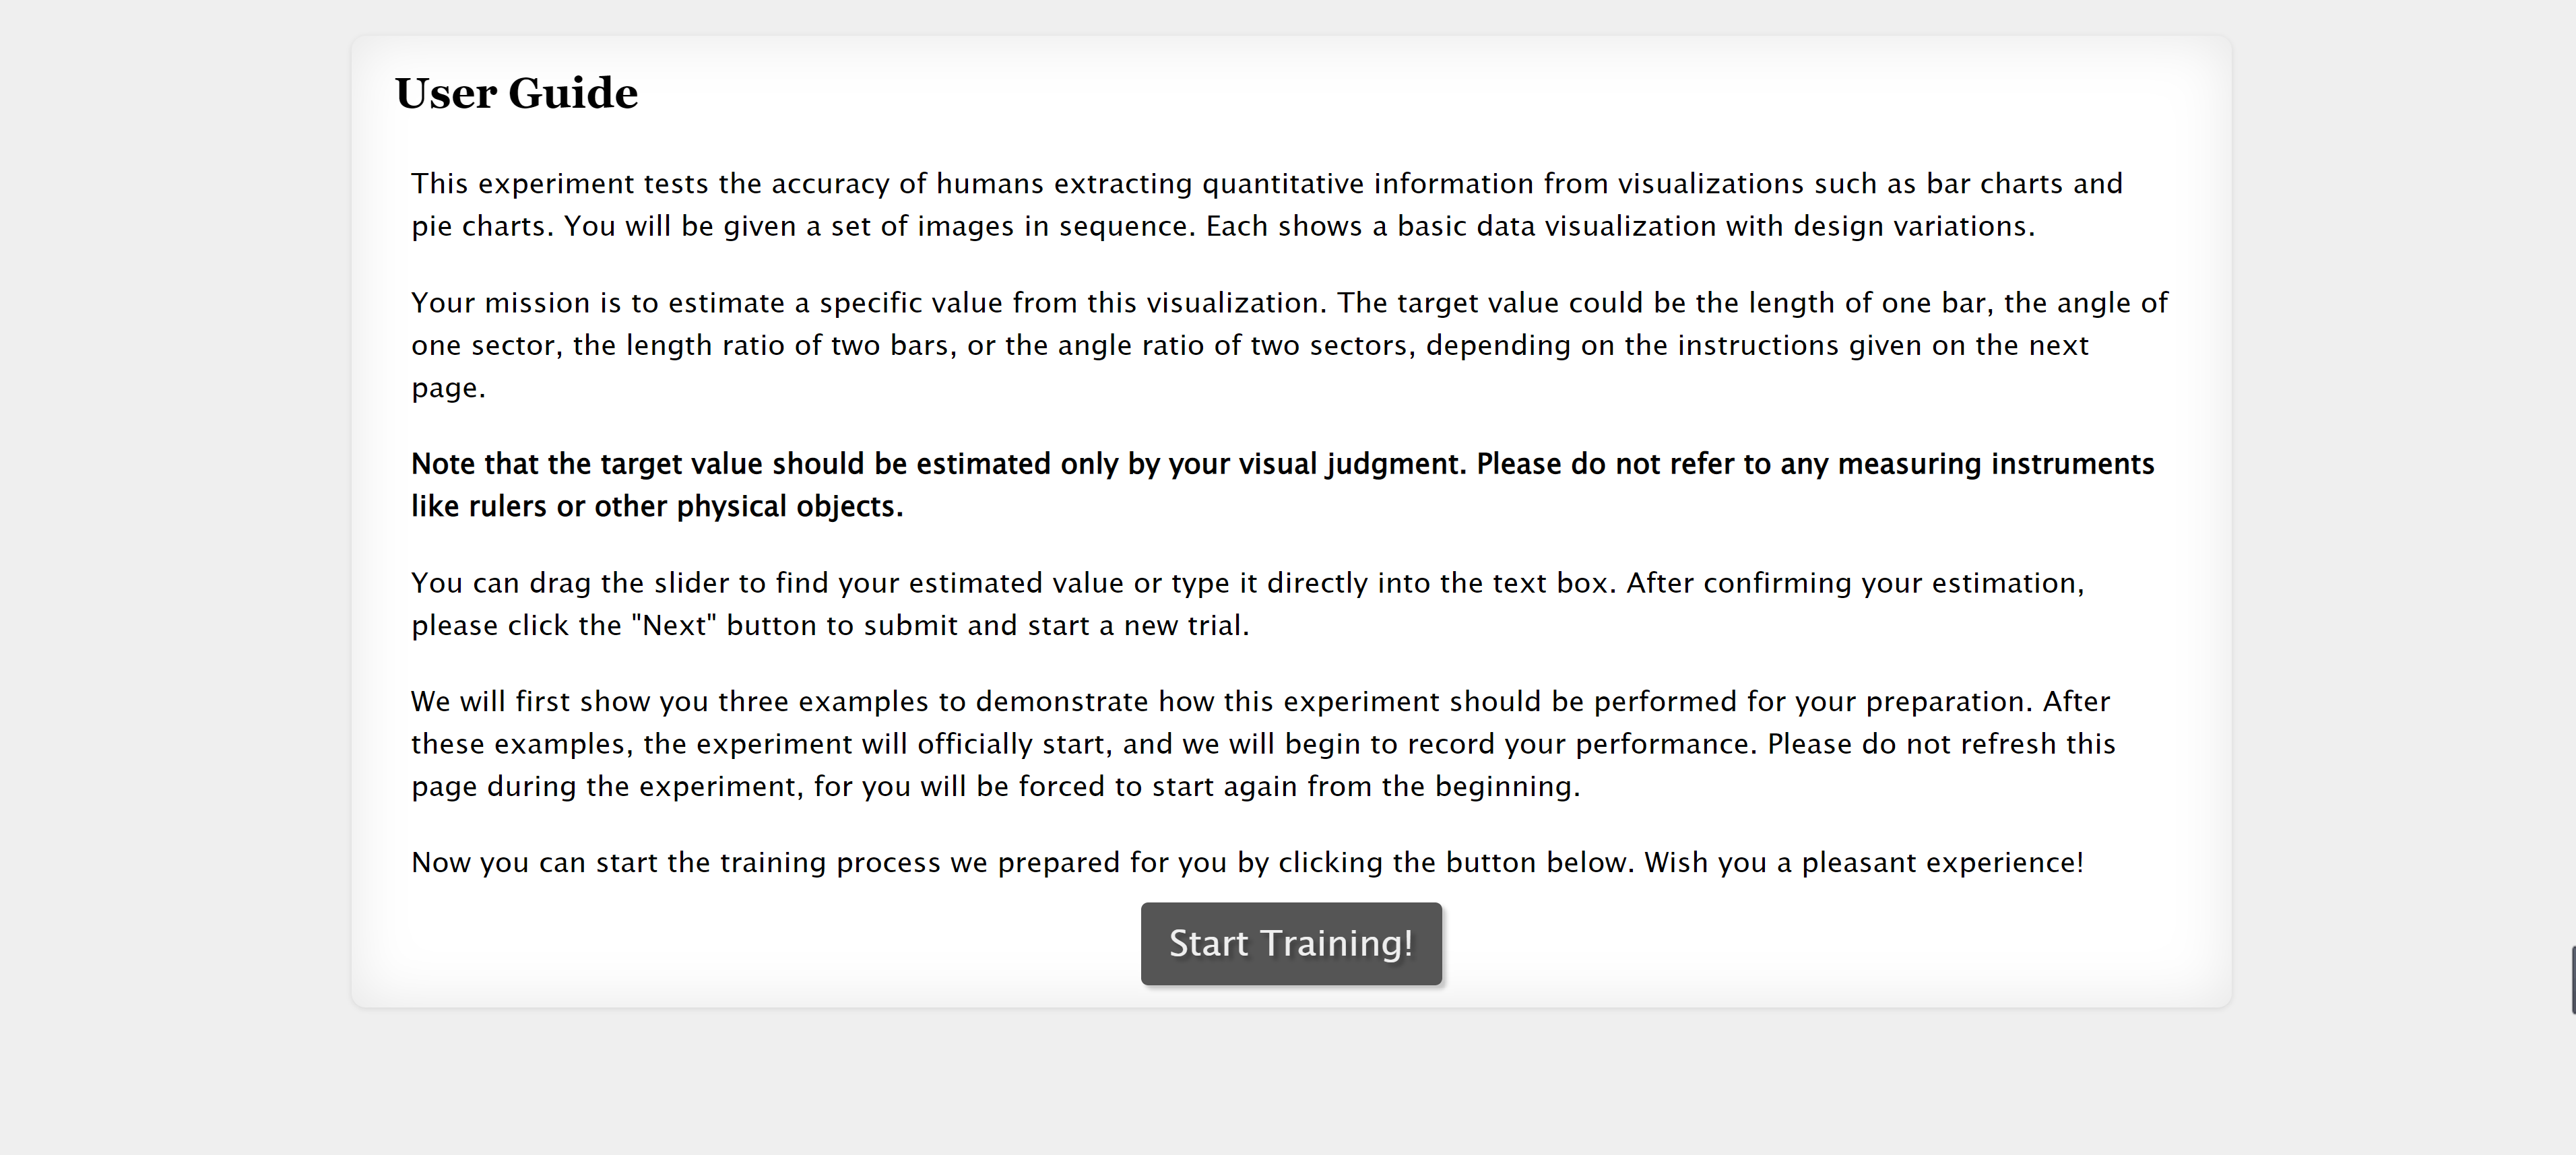 User Guide
This experiment tests the accuracy of humans extracting quantitative information from visualizations such as bar charts and
pie charts. You will be given a set of images in sequence. Each shows a basic data visualization with design variations.
Your mission is to estimate a specific value from this visualization. The target value could be the length of one bar, the angle of
one sector, the length ratio of two bars, or the angle ratio of two sectors, depending on the instructions given on the next
page.
Note that the target value should be estimated only by your visual judgment. Please do not refer to any measuring instruments
like rulers or other physical objects.
You can drag the slider to find your estimated value or type it directly into the text box. After confirming your estimation,
please click the "Next" button to submit and start a new trial.
We will first show you three examples to demonstrate how this experiment should be performed for your preparation. After
these examples, the experiment will officially start, and we will begin to record your performance. Please do not refresh this
page during the experiment, for you will be forced to start again from the beginning.
Now you can start the training process we prepared for you by clicking the button below. Wish you a pleasant experience!
Start Training!